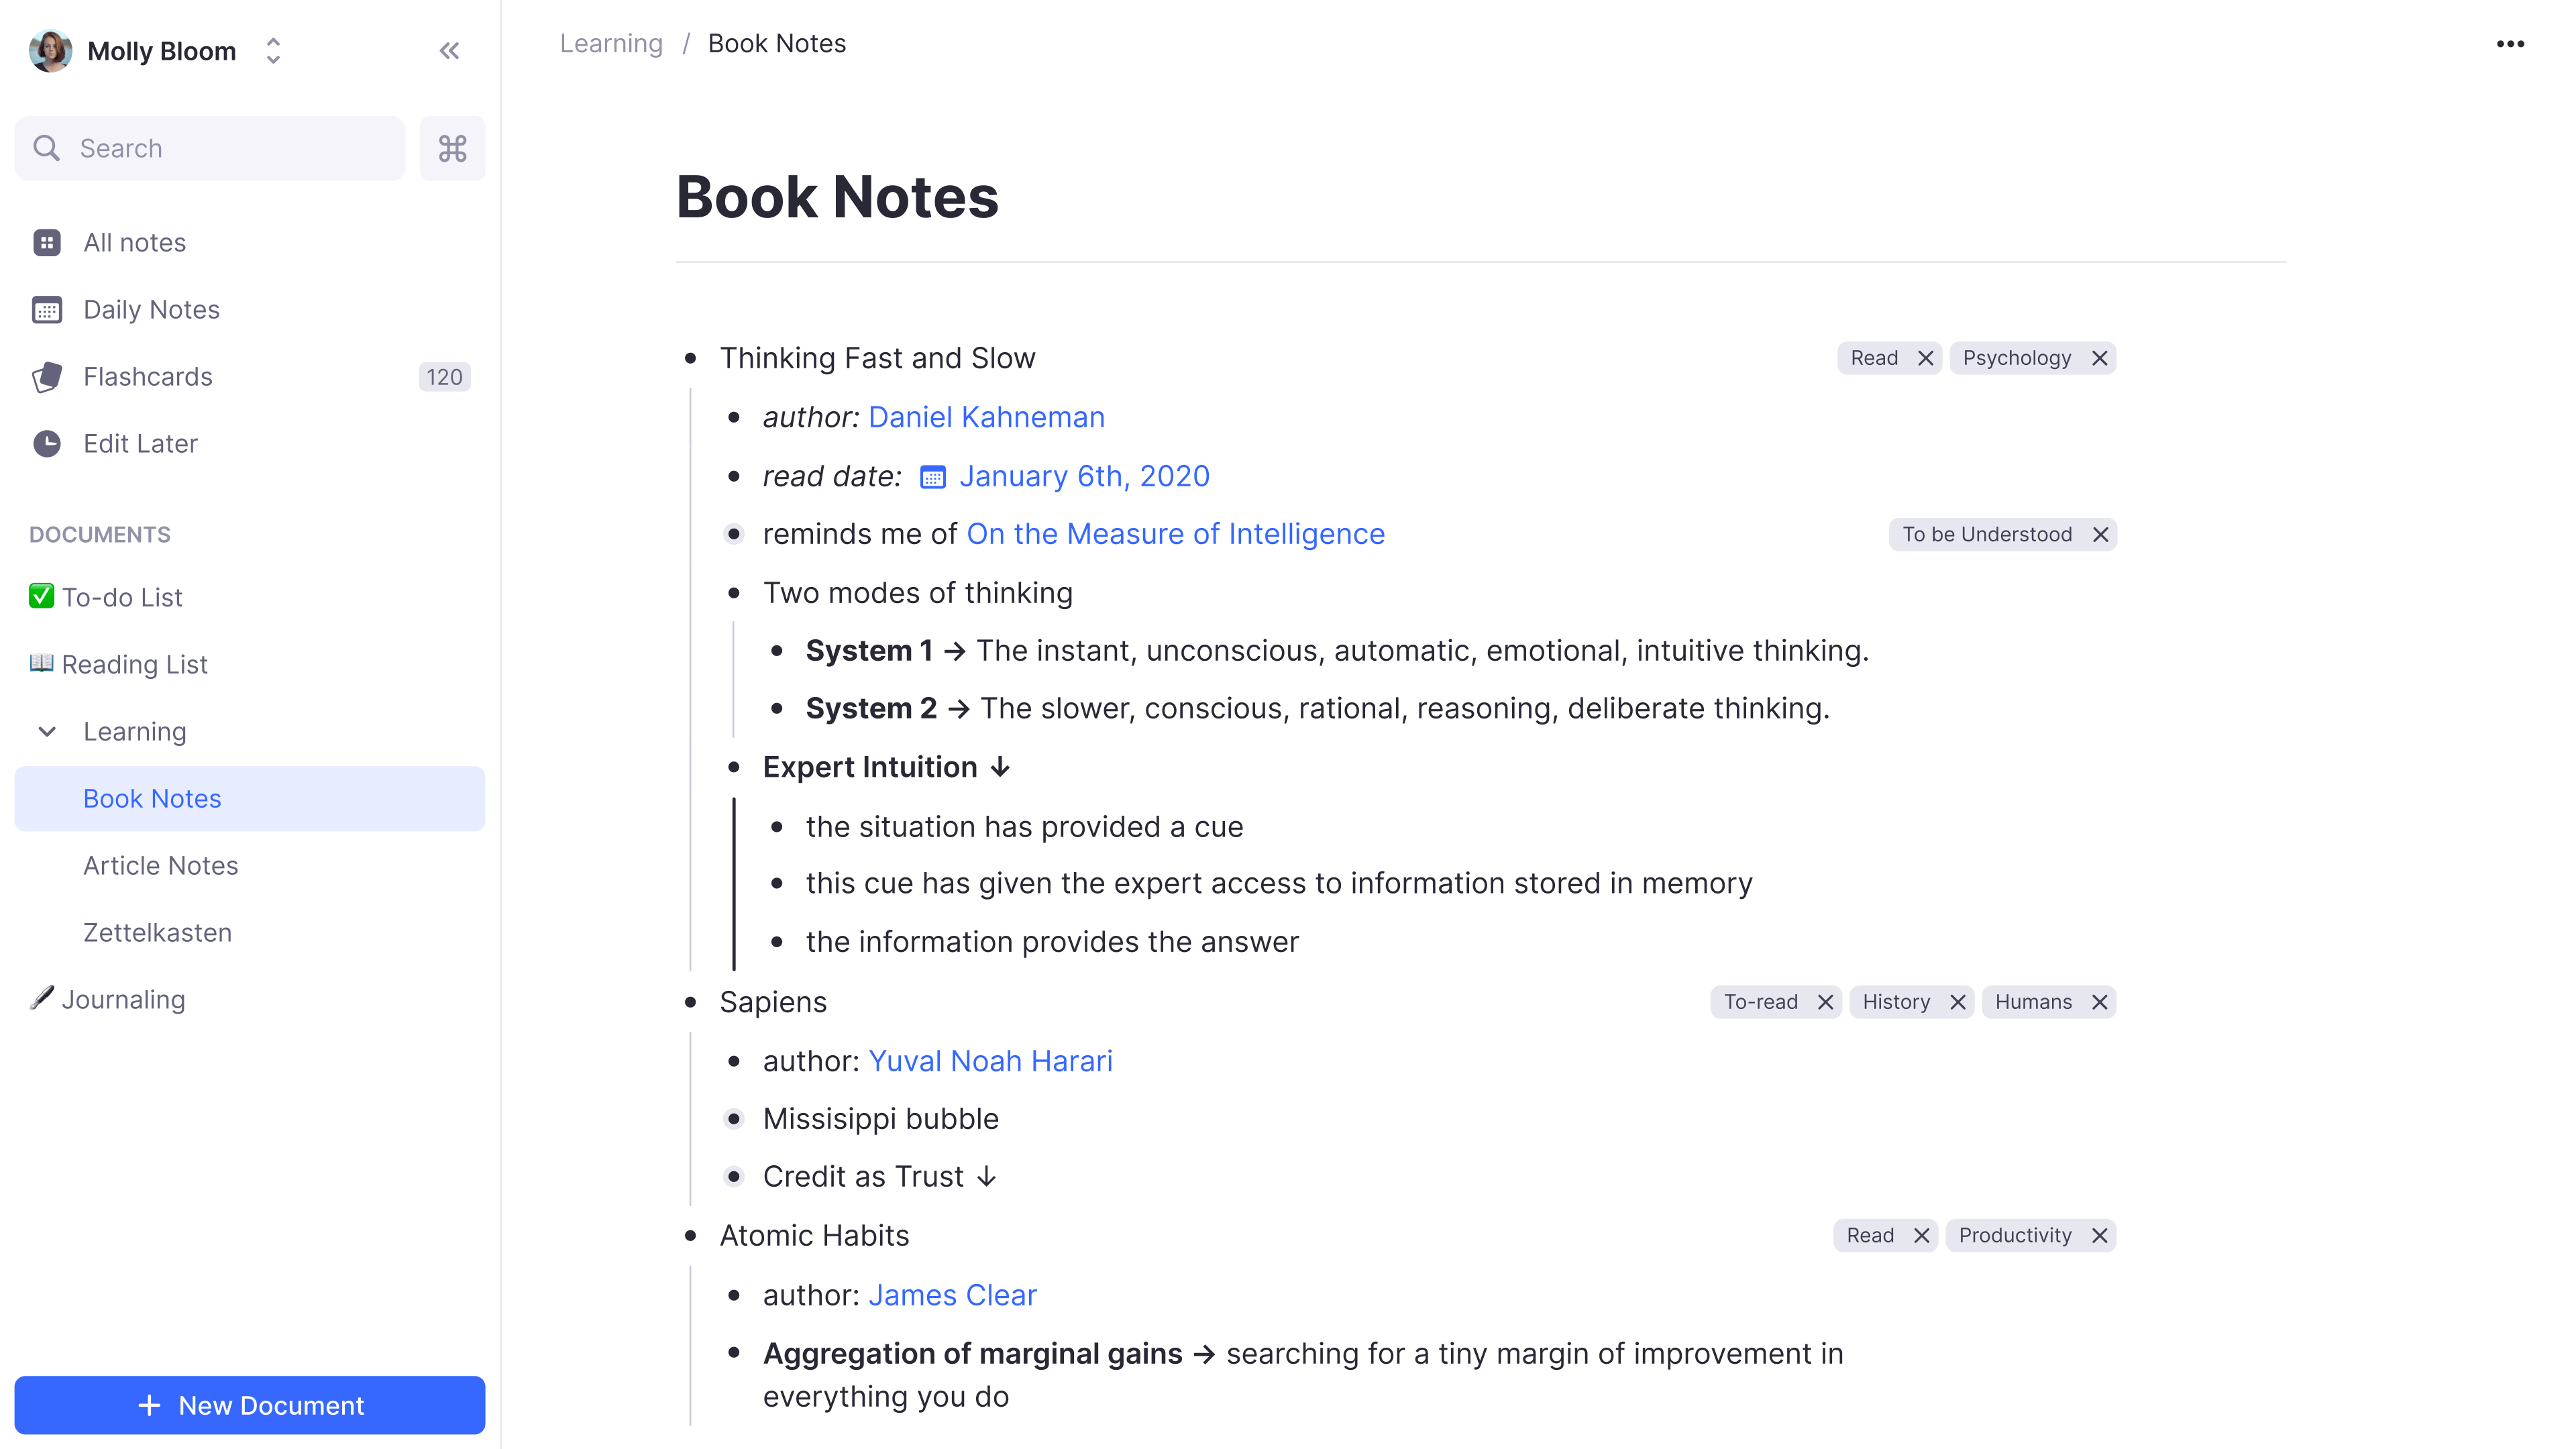 Molly Bloom
Search
All notes
Daily Notes
Flashcards 120
Edit Later
DOCUMENTS
✅ To-do List
📖 Reading List
Learning
Book Notes
Article Notes
Zettelkasten
🖋 Journaling
+ New Document
Learning / Book Notes
Book Notes
Thinking Fast and Slow Read Psychology
author: Daniel Kahneman
read date: January 6th, 2020
reminds me of On the Measure of Intelligence To be Understood
Two modes of thinking
System 1 → The instant, unconscious, automatic, emotional, intuitive thinking.
System 2 → The slower, conscious, rational, reasoning, deliberate thinking.
Expert Intuition ↓
the situation has provided a cue
this cue has given the expert access to information stored in memory
the information provides the answer
Sapiens To-read History Humans
author: Yuval Noah Harari
Missisippi bubble
Credit as Trust ↓
Atomic Habits Read Productivity
author: James Clear
Aggregation of marginal gains → searching for a tiny margin of improvement in
everything you do